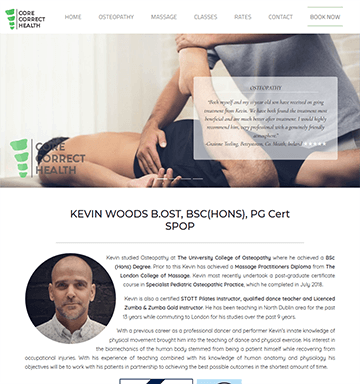 CORE
CORRECT
HEALTH
HOME OSTEOPATHY MASSAGE CLASSES RATES CONTACT BOOK NOW
OSTEOPATHY
"Both myself and my 11 year old son have received on going
treatment from Kevin. We have both found the treatment most
beneficial and are much better after treatment. I would highly
recommend him, very professional with a genuinely friendly
atmosphere."
Teeling, Bettystown, Co. Meath, Ireland
CORE
CORRECT
HEALTH
KEVIN WOODS B.OST, BSC(HONS), PG Cert
SPOP
Kevin studied Osteopathy at The University College of Osteopathy where he achieved a BSc
(Hons) Degree. Prior to this Kevin has achieved a Massage Practitioners Diploma from The
London College of Massage. Kevin most recently undertook a post-graduate certificate
course in Specialist Pediatric Osteopathic Practice, which he completed in July 2018.
Kevin is also a certified STOTT Pilates instructor, qualified dance teacher and Licenced
Zumba & Zumba Gold instructor. He has been teaching in North Dublin area for the past
13 years while commuting to London for his studies over the past 9 years.
With a previous career as a professional dancer and performer Kevin's innate knowledge of
physical movement brought him into the teaching of dance and physical exercise. His interest in
the biomechanics of the human body stemmed from being a patient himself while recovering from
occupational injuries. With his experience of teaching combined with his knowledge of human anatomy and physiology his
objectives will be to work with his patients in partnership to achieving the best possible outcomes in the shortest amount of time.